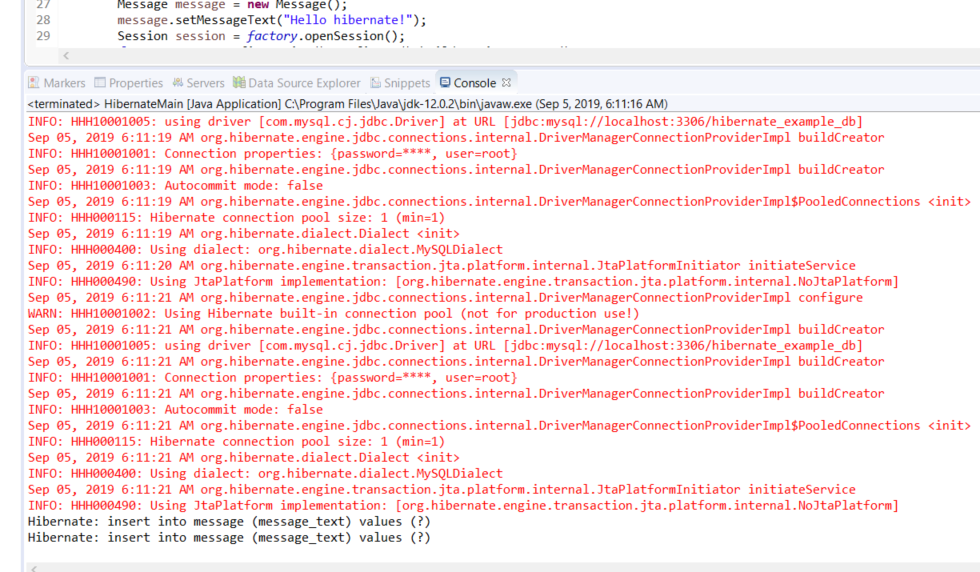 27 Message message = new Message();
28 message.setMessageText("Hello hibernate!");
29 Session session = factory.openSession();
Markers Properties Servers Data Source Explorer Snippets Console
<terminated> HibernateMain [Java Application] C:\Program Files\Java\jdk-12.0.2\bin\javaw.exe (Sep 5, 2019, 6:11:16 AM)
INFO: HHH10001005: using driver [com.mysql.cj.jdbc.Driver] at URL [jdbc:mysql://localhost:3306/hibernate_example_db]
Sep 05, 2019 6:11:19 AM org.hibernate.engine.jdbc.connections.internal.DriverManagerConnectionProviderImpl buildCreator
INFO: HHH10001001: Connection properties: {password=****, user=root}
Sep 05, 2019 6:11:19 AM org.hibernate.engine.jdbc.connections.internal.DriverManagerConnectionProviderImpl buildCreator
INFO: HHH10001003: Autocommit mode: false
Sep 05, 2019 6:11:19 AM org.hibernate.engine.jdbc.connections.internal.DriverManagerConnectionProviderImpl$PooledConnections <init>
INFO: HHH000115: Hibernate connection pool size: 1 (min=1)
Sep 05, 2019 6:11:19 AM org.hibernate.dialect.Dialect <init>
INFO: HHH000400: Using dialect: org.hibernate.dialect.MySQLDialect
Sep 05, 2019 6:11:20 AM org.hibernate.engine.transaction.jta.platform.internal.JtaPlatformInitiator initiateService
INFO: HHH000490: Using JtaPlatform implementation: [org.hibernate.engine.transaction.jta.platform.internal.NoJtaPlatform]
Sep 05, 2019 6:11:21 AM org.hibernate.engine.jdbc.connections.internal.DriverManagerConnectionProviderImpl configure
WARN: HHH10001002: Using Hibernate built-in connection pool (not for production use!)
Sep 05, 2019 6:11:21 AM org.hibernate.engine.jdbc.connections.internal.DriverManagerConnectionProviderImpl buildCreator
INFO: HHH10001005: using driver [com.mysql.cj.jdbc.Driver] at URL [jdbc:mysql://localhost:3306/hibernate_example_db]
Sep 05, 2019 6:11:21 AM org.hibernate.engine.jdbc.connections.internal.DriverManagerConnectionProviderImpl buildCreator
INFO: HHH10001001: Connection properties: {password=****, user=root}
Sep 05, 2019 6:11:21 AM org.hibernate.engine.jdbc.connections.internal.DriverManagerConnectionProviderImpl buildCreator
INFO: HHH10001003: Autocommit mode: false
Sep 05, 2019 6:11:21 AM org.hibernate.engine.jdbc.connections.internal.DriverManagerConnectionProviderImpl$PooledConnections <init>
INFO: HHH000115: Hibernate connection pool size: 1 (min=1)
Sep 05, 2019 6:11:21 AM org.hibernate.dialect.Dialect <init>
INFO: HHH000400: Using dialect: org.hibernate.dialect.MySQLDialect
Sep 05, 2019 6:11:21 AM org.hibernate.engine.transaction.jta.platform.internal.JtaPlatformInitiator initiateService
INFO: HHH000490: Using JtaPlatform implementation: [org.hibernate.engine.transaction.jta.platform.internal.NoJtaPlatform]
Hibernate: insert into message (message_text) values (?)
Hibernate: insert into message (message_text) values (?)